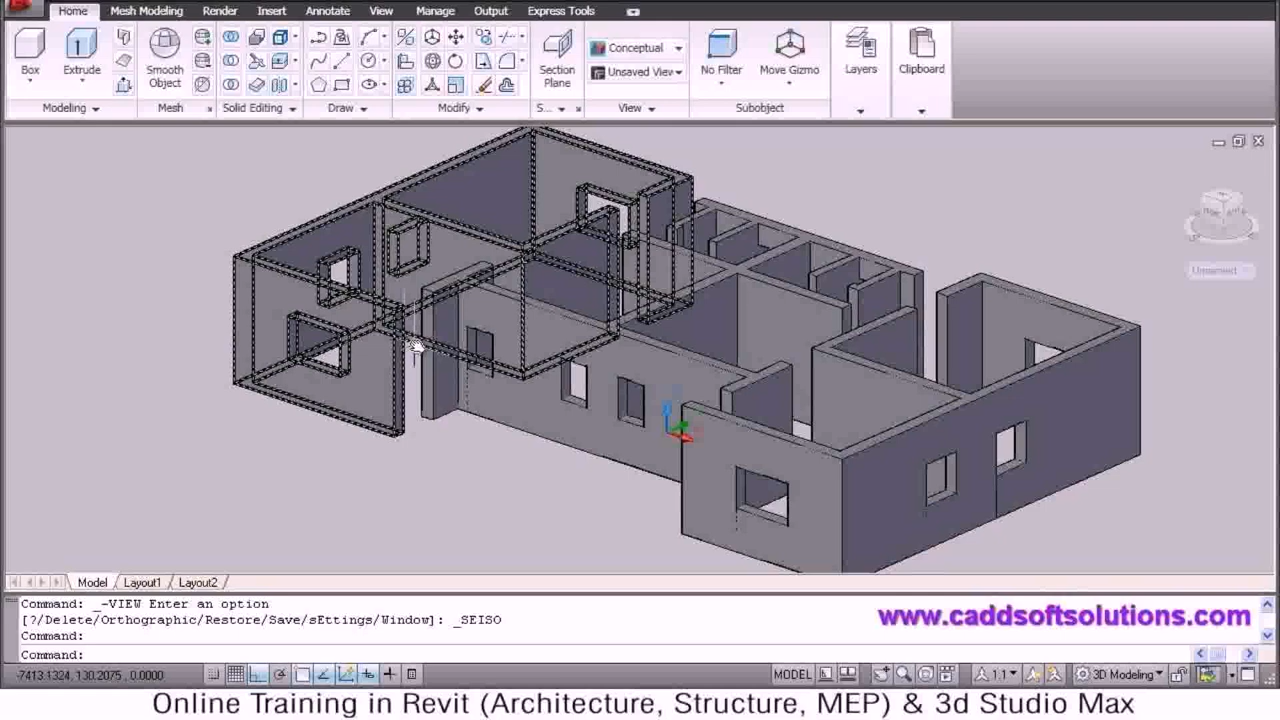 Home Mesh Modeling Render Insert Annotate View Manage Output Express Tools
Box
Extrude
Smooth
Object
Section
Plane
Conceptual
Unsaved View
No Filter
Move Gizmo
Layers
Clipboard
Modeling
Mesh
Solid Editing
Draw
Modify
S...
View
Subobject
Unnamed
Model Layout1 Layout2
Command: _-VIEW Enter an option
[?/Delete/Orthographic/Restore/Save/sEttings/Window]: _SEISO
Command:
Command:
www.caddsoftsolutions.com
-7413.1324, 130.2075, 0.0000
MODEL
1:1
3D Modeling
Online Training in Revit (Architecture, Structure, MEP) & 3d Studio Max